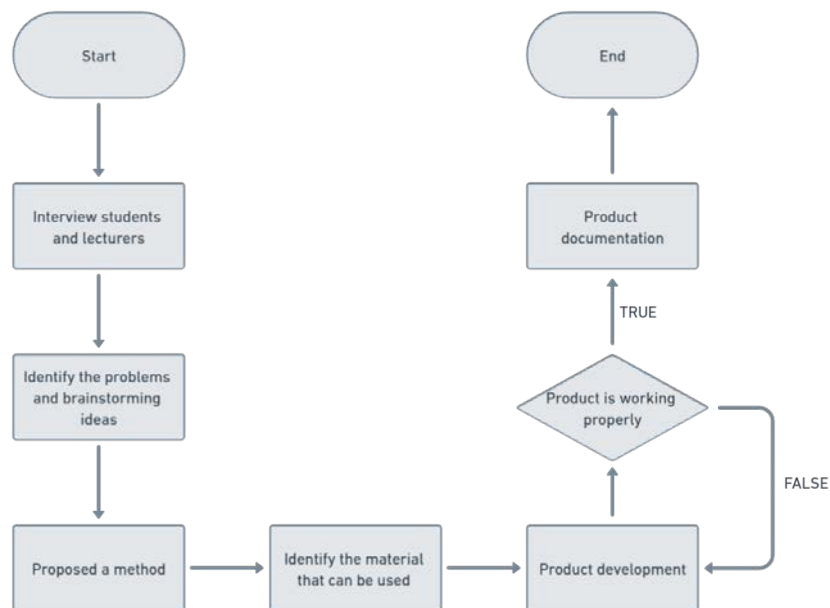 Start
Interview students
and lecturers
Identify the problems
and brainstorming
ideas
Proposed a method
Identify the material
that can be used
Product development
Product is working
properly
FALSE
TRUE
Product
documentation
End